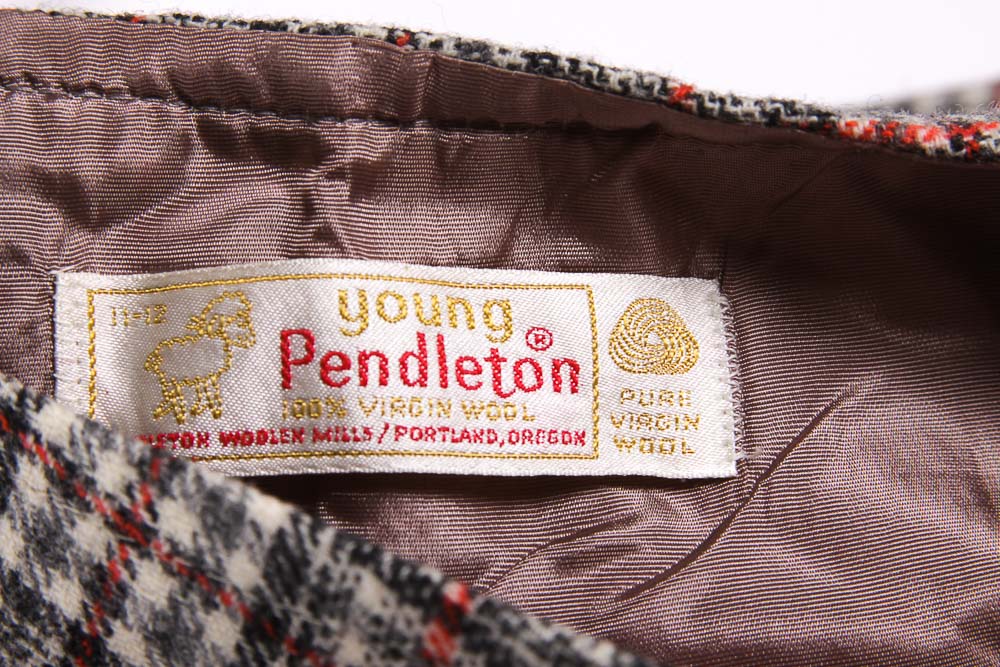 11-12
young
Pendleton®
100% VIRGIN WOOL
WOOLEN MILLS / PORTLAND, OREGON
PURE
VIRGIN
WOOL